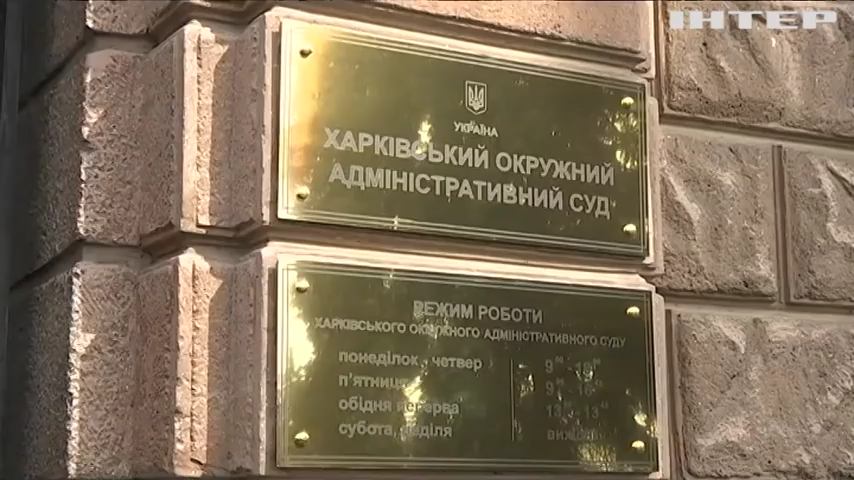 ІНТЕР
УКРАЇНА
ХАРКІВСЬКИЙ ОКРУЖНИЙ
АДМІНІСТРАТИВНИЙ СУД
РЕЖИМ РОБОТИ
ХАРКІВСЬКОГО ОКРУЖНОГО АДМІНІСТРАТИВНОГО СУДУ
ПОНЕДІЛОК - ЧЕТВЕР
П'ЯТНИЦЯ
ОБІДНЯ ПЕРЕРВА
СУБОТА, НЕДІЛЯ